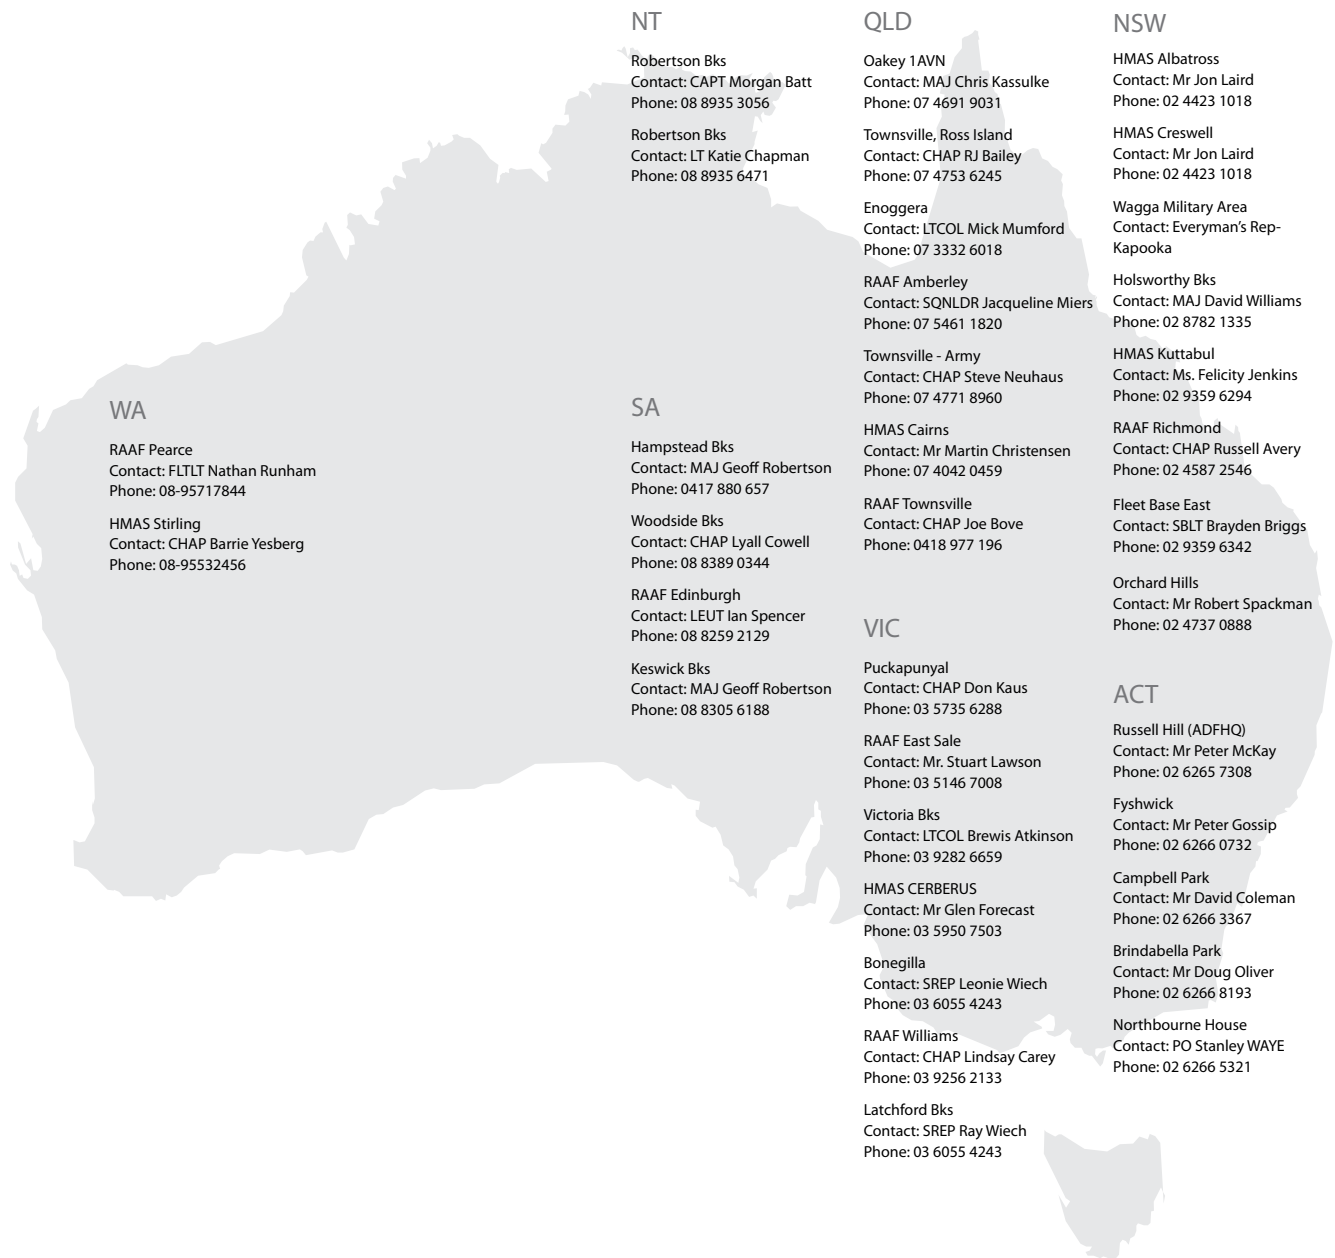 NT
Robertson Bks
Contact: CAPT Morgan Batt
Phone: 08 8935 3056
Robertson Bks
Contact: LT Katie Chapman
Phone: 08 8935 6471
QLD
Oakey 1AVN
Contact: MAJ Chris Kassulke
Phone: 07 4691 9031
Townsville, Ross Island
Contact: CHAP RJ Bailey
Phone: 07 4753 6245
Enoggera
Contact: LTCOL Mick Mumford
Phone: 07 3332 6018
RAAF Amberley
Contact: SQNLDR Jacqueline Miers
Phone: 07 5461 1820
Townsville - Army
Contact: CHAP Steve Neuhaus
Phone: 07 4771 8960
HMAS Cairns
Contact: Mr Martin Christensen
Phone: 07 4042 0459
RAAF Townsville
Contact: CHAP Joe Bove
Phone: 0418 977 196
NSW
HMAS Albatross
Contact: Mr Jon Laird
Phone: 02 4423 1018
HMAS Creswell
Contact: Mr Jon Laird
Phone: 02 4423 1018
Wagga Military Area
Contact: Everyman's Rep-
Kapooka
Holsworthy Bks
Contact: MAJ David Williams
Phone: 02 8782 1335
HMAS Kuttabul
Contact: Ms. Felicity Jenkins
Phone: 02 9359 6294
RAAF Richmond
Contact: CHAP Russell Avery
Phone: 02 4587 2546
Fleet Base East
Contact: SBLT Brayden Briggs
Phone: 02 9359 6342
Orchard Hills
Contact: Mr Robert Spackman
Phone: 02 4737 0888
WA
RAAF Pearce
Contact: FLTLT Nathan Runham
Phone: 08-95717844
HMAS Stirling
Contact: CHAP Barrie Yesberg
Phone: 08-95532456
SA
Hampstead Bks
Contact: MAJ Geoff Robertson
Phone: 0417 880 657
Woodside Bks
Contact: CHAP Lyall Cowell
Phone: 08 8389 0344
RAAF Edinburgh
Contact: LEUT Ian Spencer
Phone: 08 8259 2129
Keswick Bks
Contact: MAJ Geoff Robertson
Phone: 08 8305 6188
VIC
Puckapunyal
Contact: CHAP Don Kaus
Phone: 03 5735 6288
RAAF East Sale
Contact: Mr. Stuart Lawson
Phone: 03 5146 7008
Victoria Bks
Contact: LTCOL Brewis Atkinson
Phone: 03 9282 6659
HMAS CERBERUS
Contact: Mr Glen Forecast
Phone: 03 5950 7503
Bonegilla
Contact: SREP Leonie Wiech
Phone: 03 6055 4243
RAAF Williams
Contact: CHAP Lindsay Carey
Phone: 03 9256 2133
Latchford Bks
Contact: SREP Ray Wiech
Phone: 03 6055 4243
ACT
Russell Hill (ADFHQ)
Contact: Mr Peter McKay
Phone: 02 6265 7308
Fyshwick
Contact: Mr Peter Gossip
Phone: 02 6266 0732
Campbell Park
Contact: Mr David Coleman
Phone: 02 6266 3367
Brindabella Park
Contact: Mr Doug Oliver
Phone: 02 6266 8193
Northbourne House
Contact: PO Stanley WAYE
Phone: 02 6266 5321